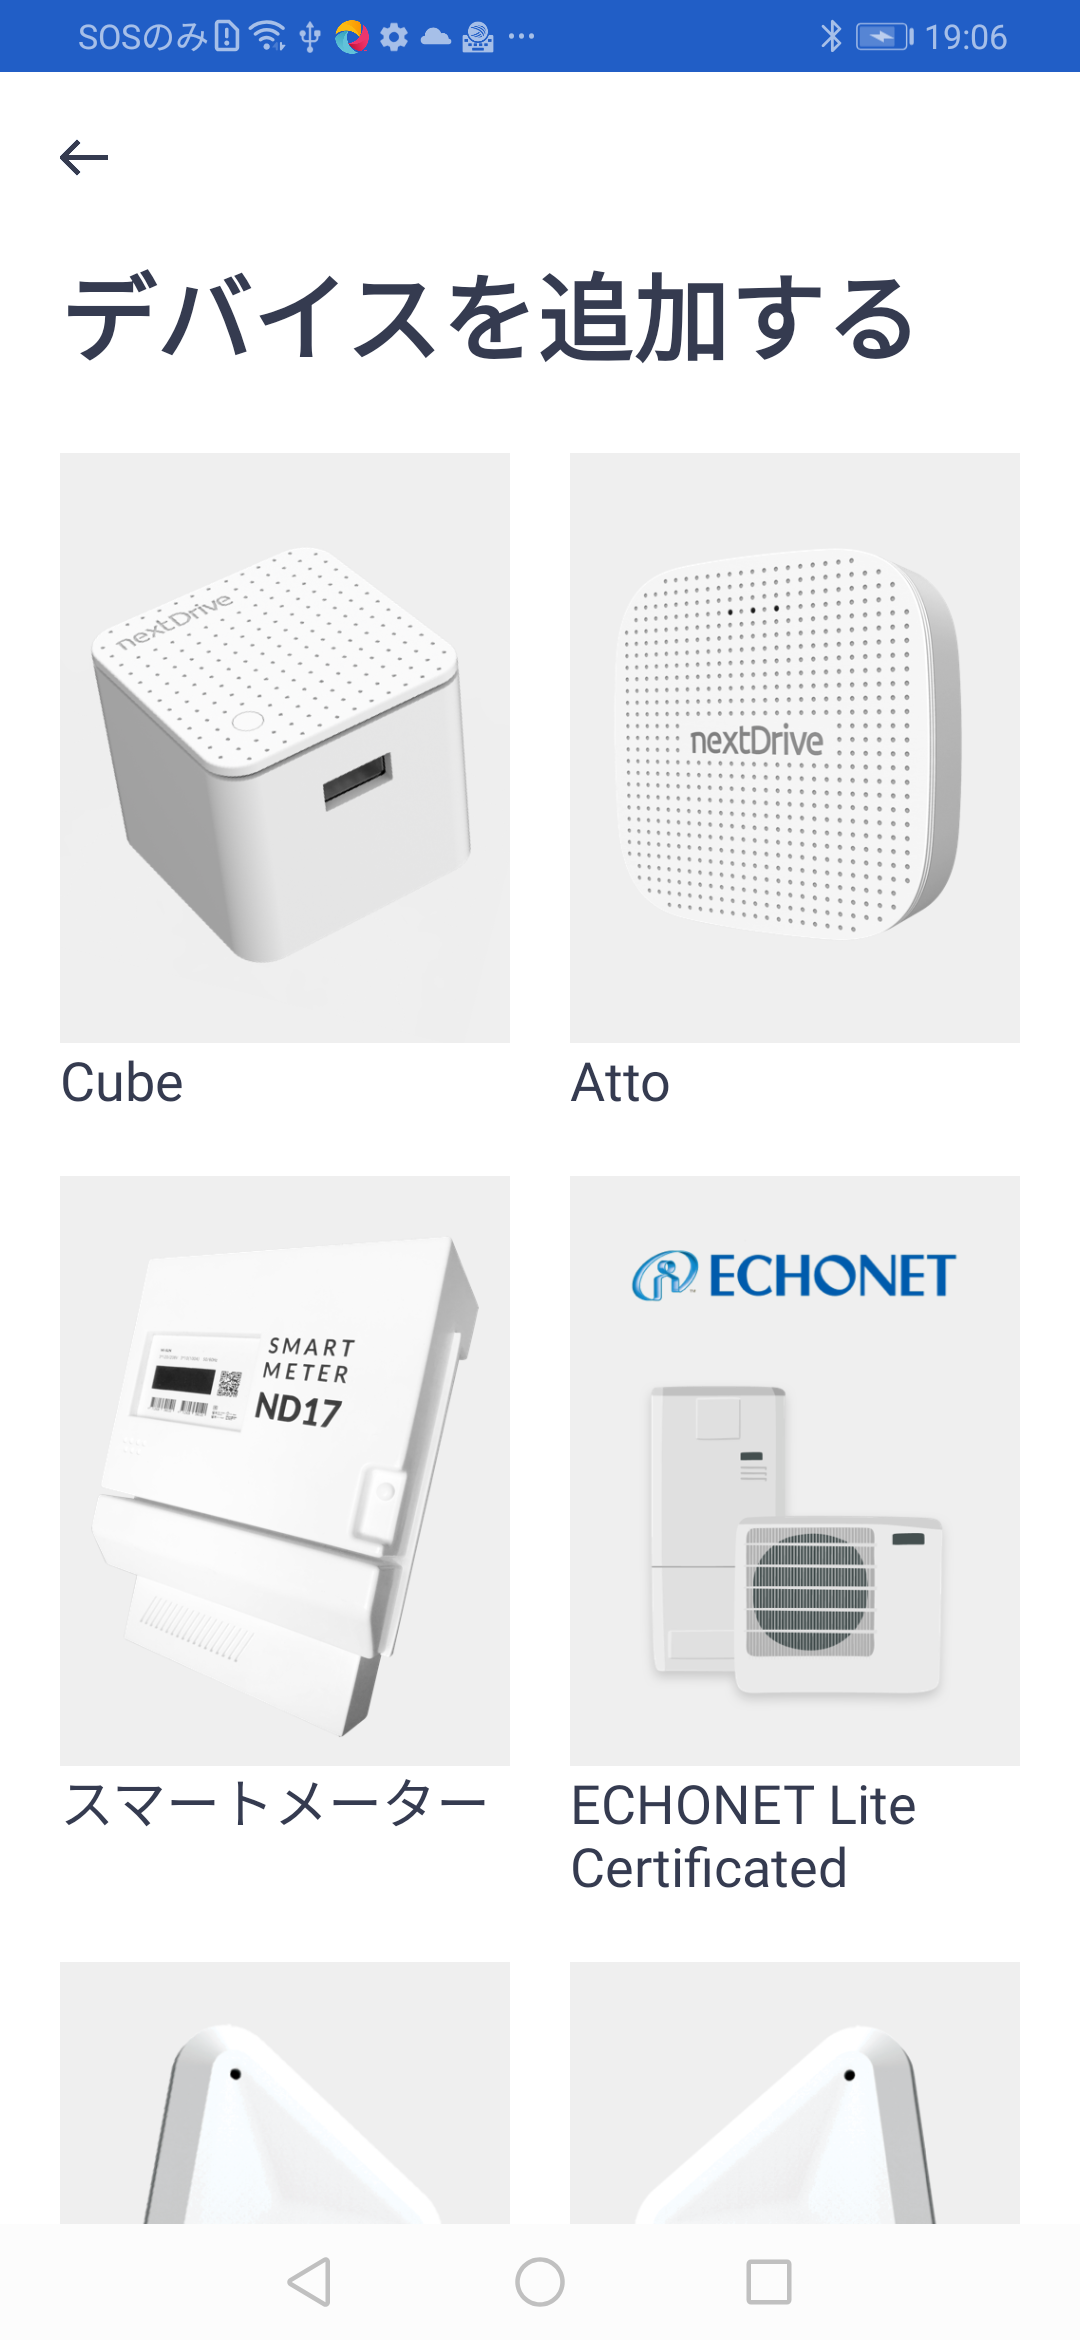 SOSのみ
19:06
デバイスを追加する
nextDrive
nextDrive
Cube
Atto
SMART
METER
ND17
ECHONET
スマートメーター
ECHONET Lite
Certificated